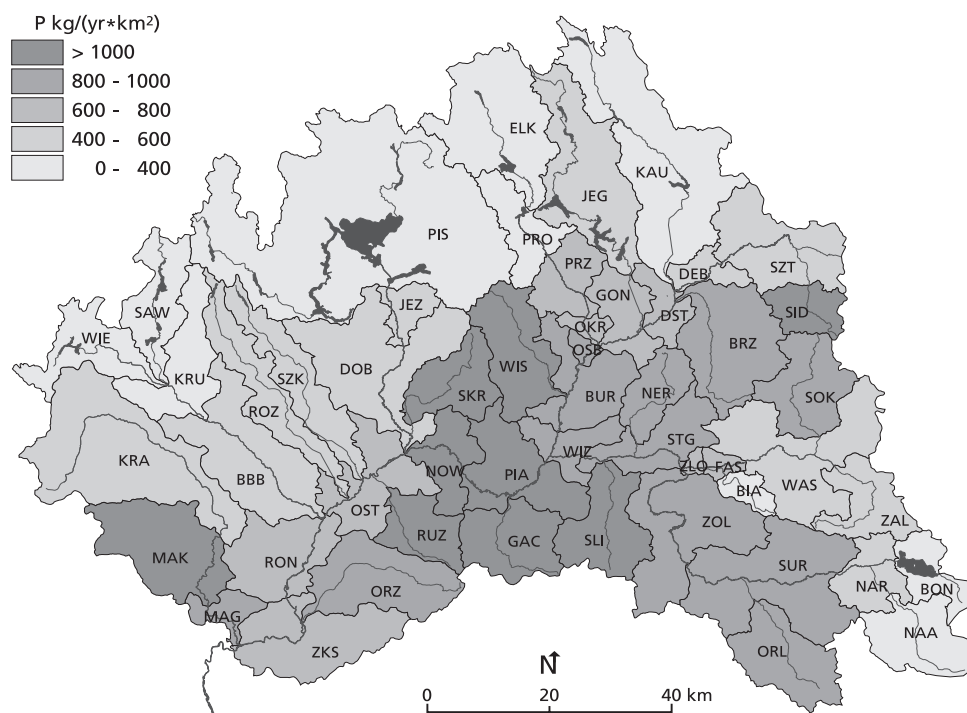 P kg/(yr*km²)
> 1000
800 - 1000
600 - 800
400 - 600
0 - 400
ELK
KAU
JEG
PIS
PRO
PRZ
DEB
SZT
GON
JEZ
SAW
DST
SID
OKR
WIE
BRZ
OSB
DOB
WIS
KRU
SZK
SKR
BUR
NER
SOK
ROZ
STG
WIZ
KRA
NOW
PIA
ZLO
FAS
BBB
WAS
BIA
OST
ZAL
ZOL
RUZ
GAC
SLI
MAK
RON
SUR
NAR
BON
ORZ
MAG
NAA
ZKS
ORL
N
0 20 40 km